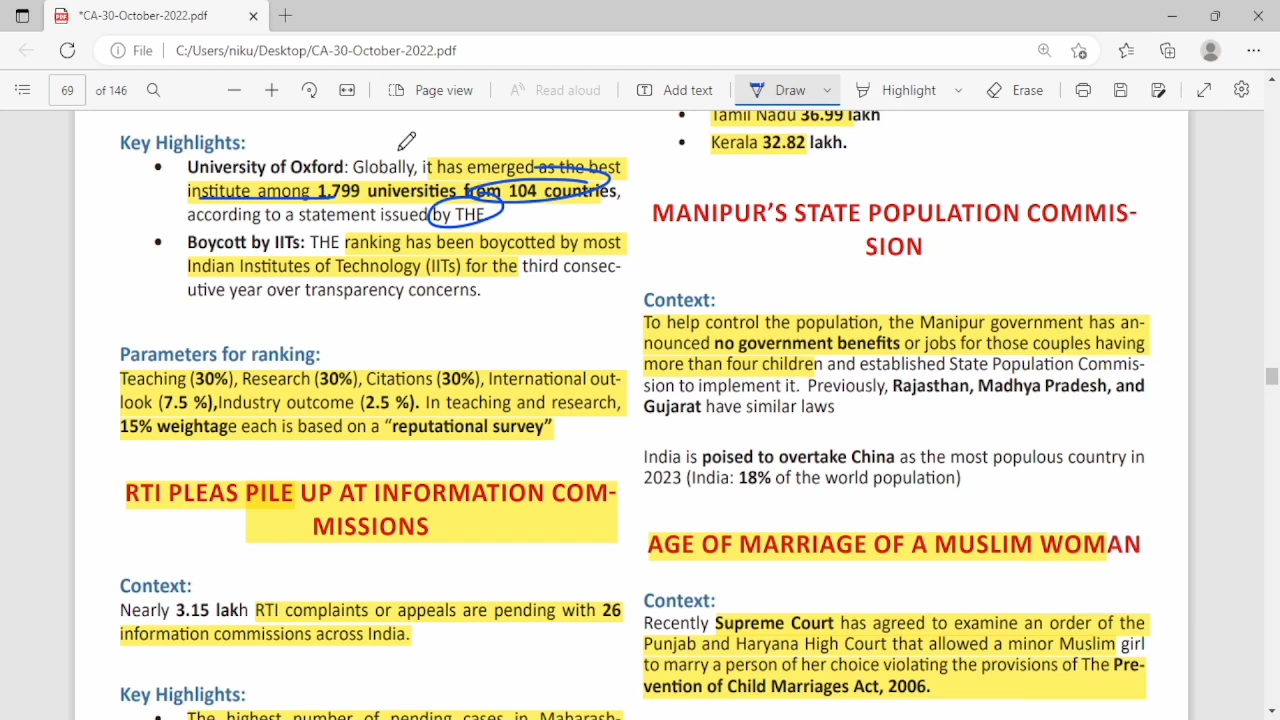 *CA-30-October-2022.pdf
File
C:/Users/niku/Desktop/CA-30-October-2022.pdf
69 of 146
Page view
Read aloud
Add text
Draw
Highlight
Erase
Key Highlights:
• University of Oxford: Globally, it has emerged as the best
institute among 1,799 universities from 104 countries,
according to a statement issued by THE
• Boycott by IITs: THE ranking has been boycotted by most
Indian Institutes of Technology (IITs) for the third consec-
utive year over transparency concerns.
Parameters for ranking:
Teaching (30%), Research (30%), Citations (30%), International out-
look (7.5 %),Industry outcome (2.5 %). In teaching and research,
15% weightage each is based on a “reputational survey”
RTI PLEAS PILE UP AT INFORMATION COM-
MISSIONS
Context:
Nearly 3.15 lakh RTI complaints or appeals are pending with 26
information commissions across India.
Key Highlights:
• The highest number of pending cases in Maharash-
• Tamil Nadu 36.99 lakh
• Kerala 32.82 lakh.
MANIPUR’S STATE POPULATION COMMIS-
SION
Context:
To help control the population, the Manipur government has an-
nounced no government benefits or jobs for those couples having
more than four children and established State Population Commis-
sion to implement it. Previously, Rajasthan, Madhya Pradesh, and
Gujarat have similar laws
India is poised to overtake China as the most populous country in
2023 (India: 18% of the world population)
AGE OF MARRIAGE OF A MUSLIM WOMAN
Context:
Recently Supreme Court has agreed to examine an order of the
Punjab and Haryana High Court that allowed a minor Muslim girl
to marry a person of her choice violating the provisions of The Pre-
vention of Child Marriages Act, 2006.